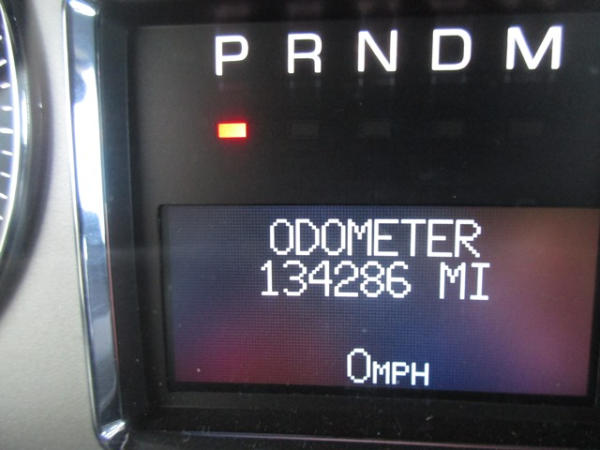 P R N D M
ODOMETER
134286 MI
0MPH